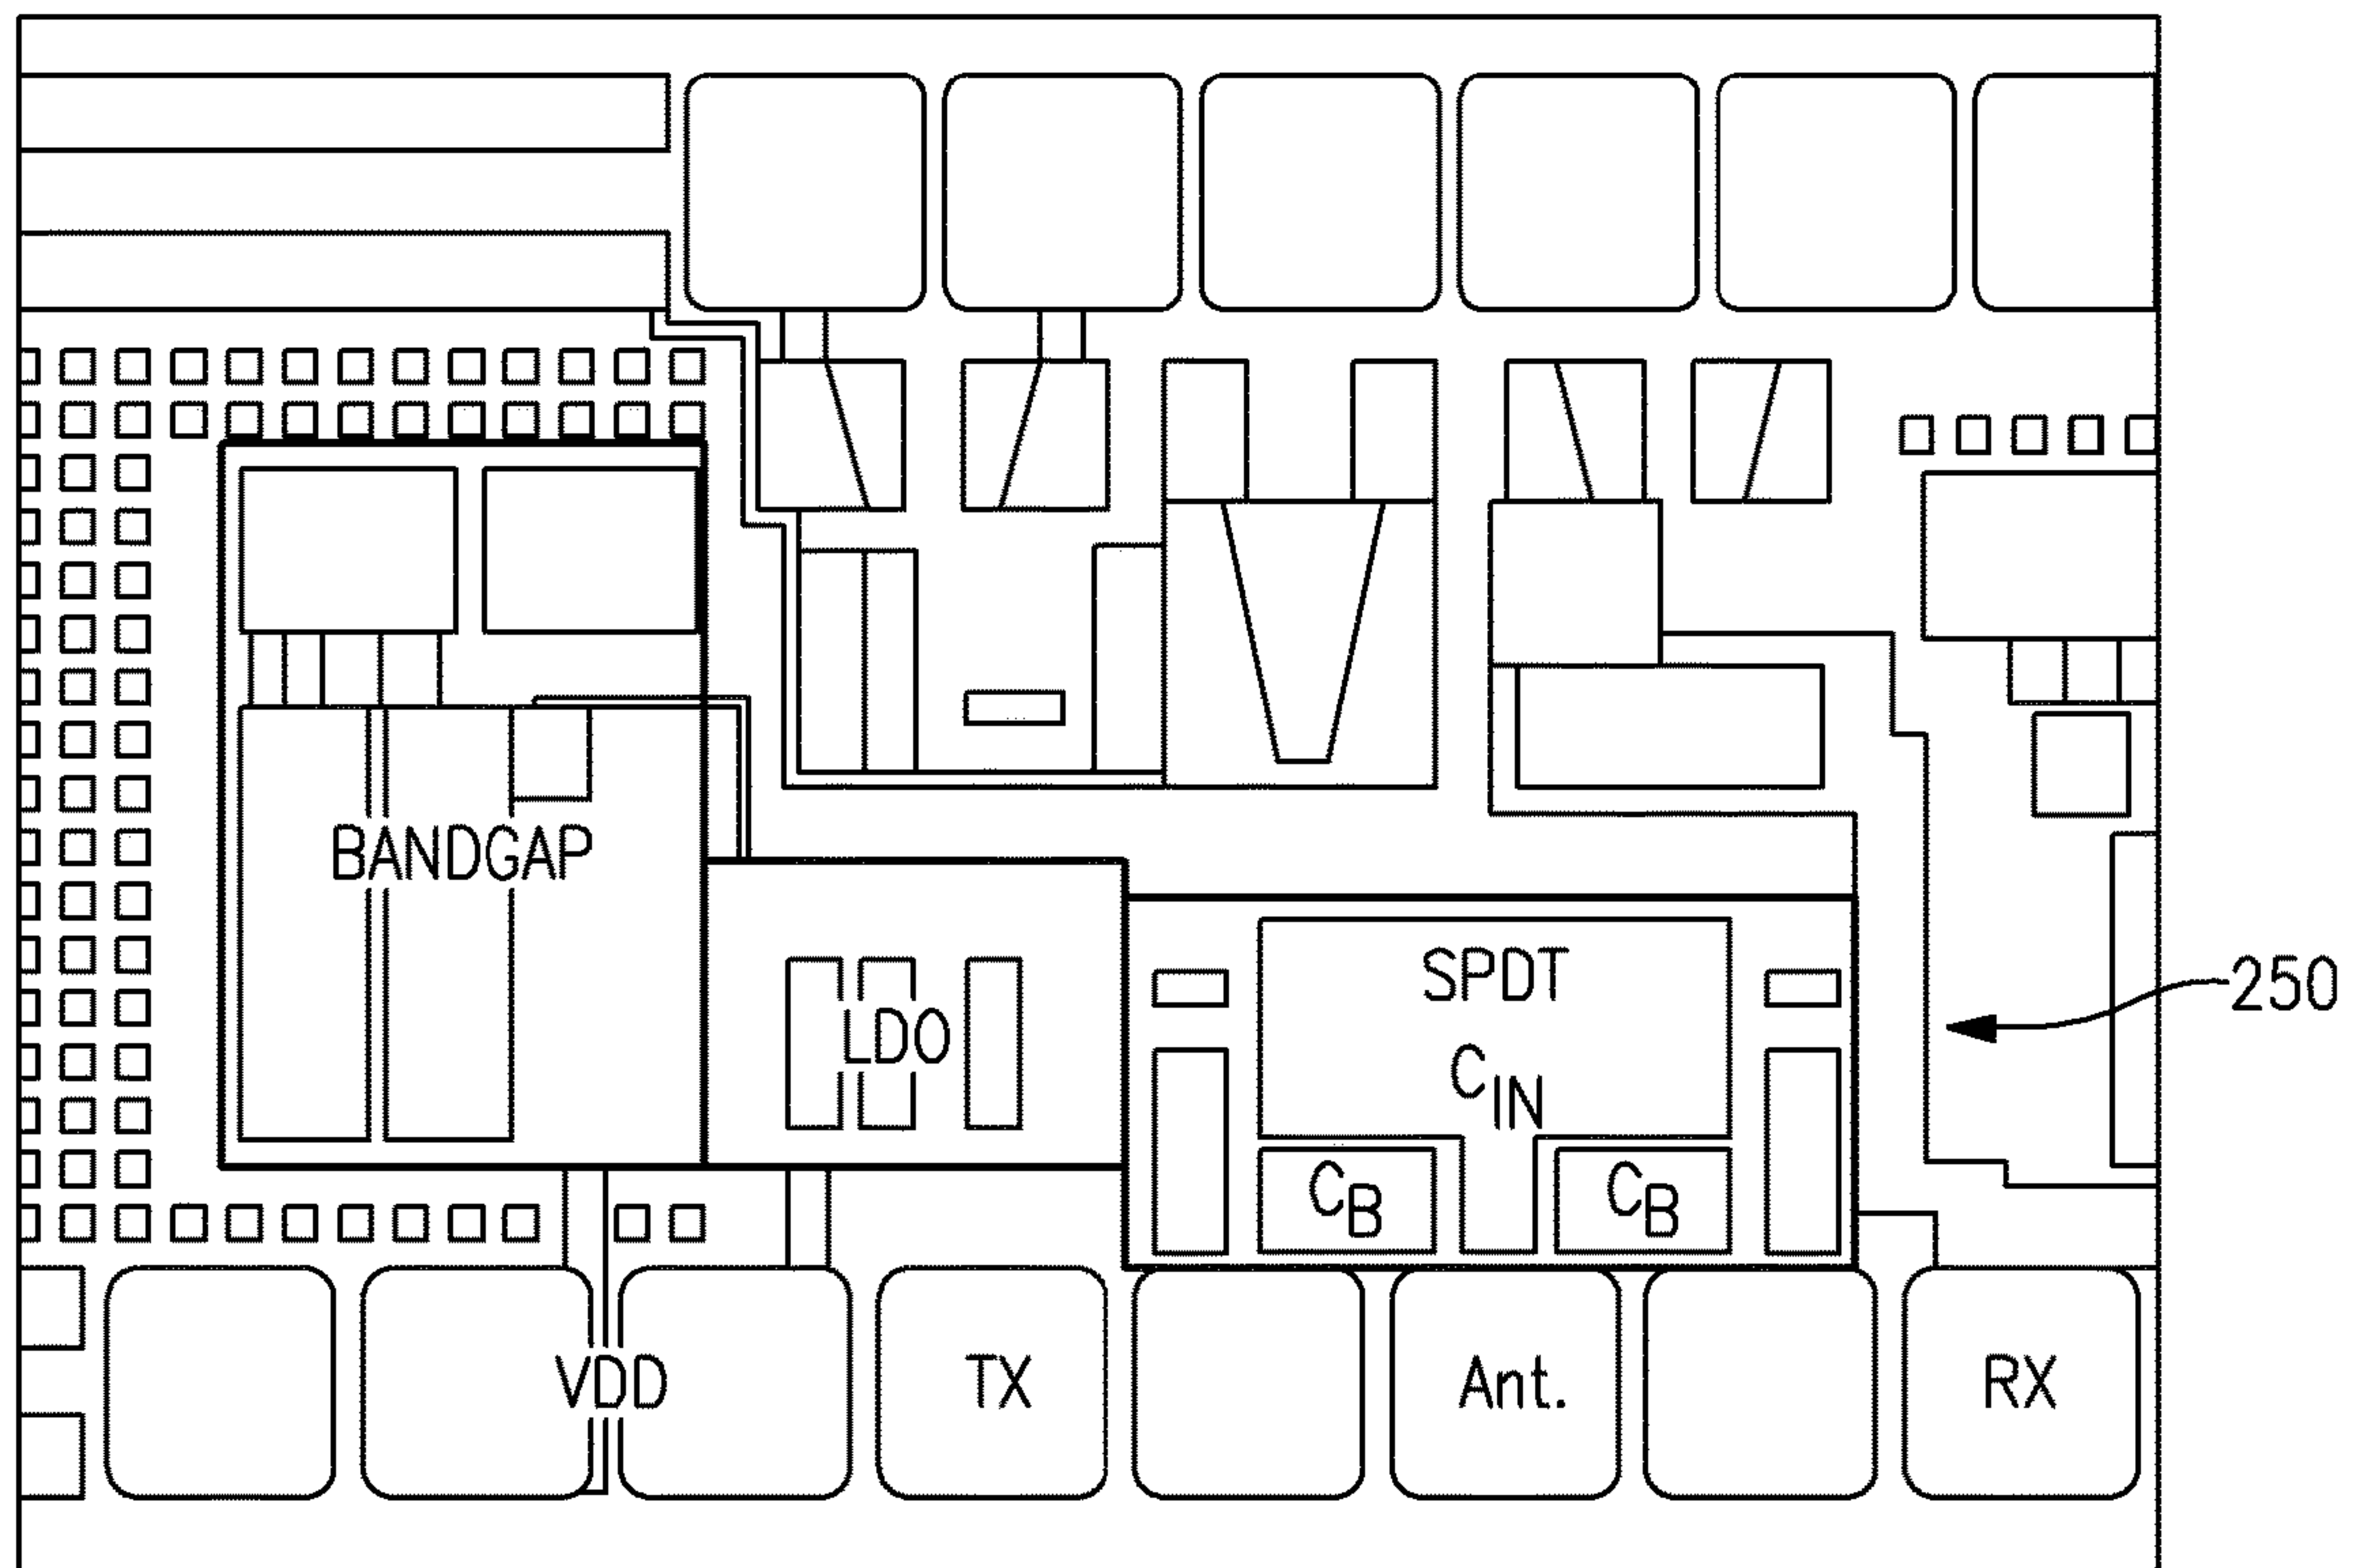 BANDGAP
LDO
SPDT
CIN
CB
CB
250
VDD
TX
Ant.
RX